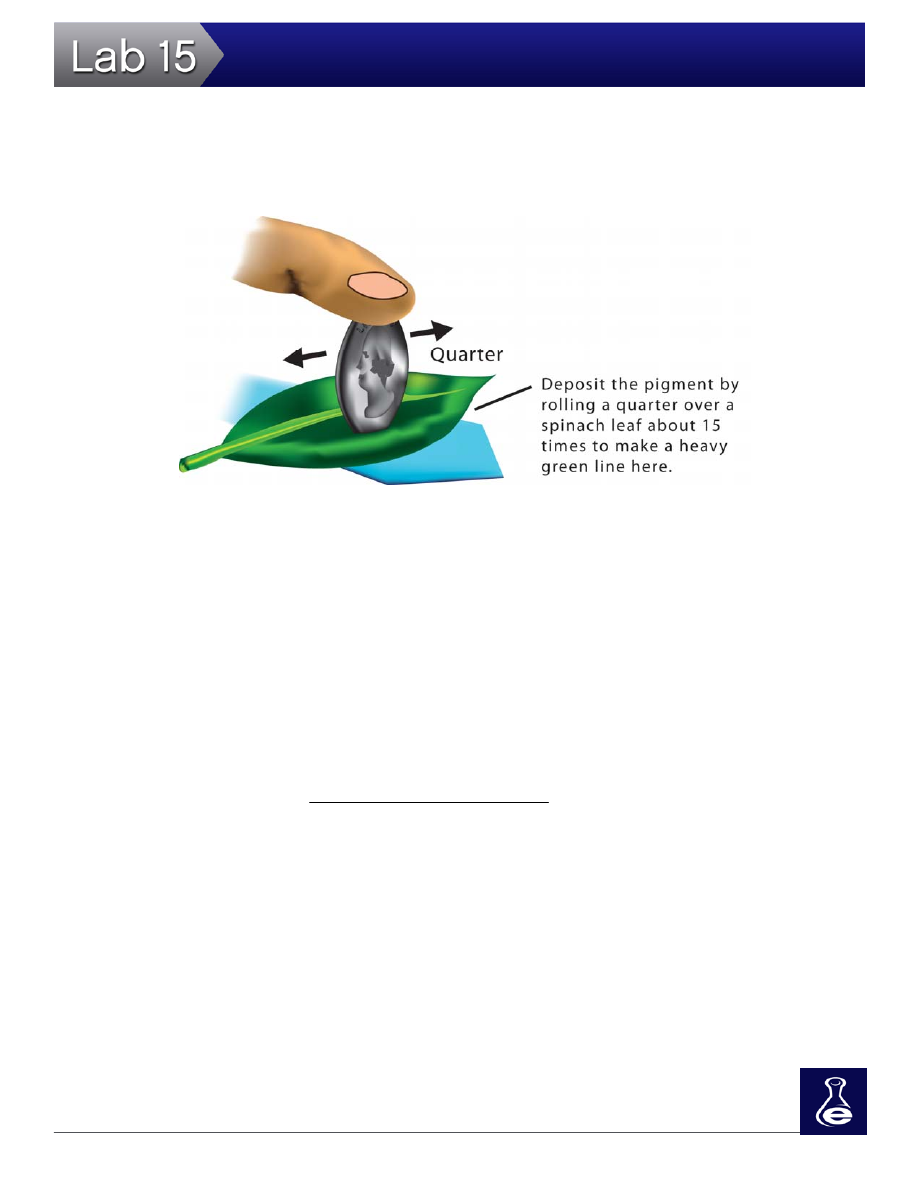 Lab 15
Quarter
Deposit the pigment by
rolling a quarter over a
spinach leaf about 15
times to make a heavy
green line here.
e